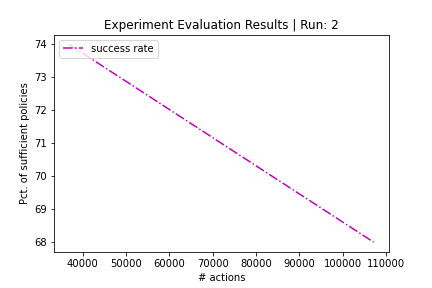 Experiment Evaluation Results | Run: 2
success rate
Pct. of sufficient policies
74
73
72
71
70
69
68
40000 50000 60000 70000 80000 90000 100000 110000
# actions